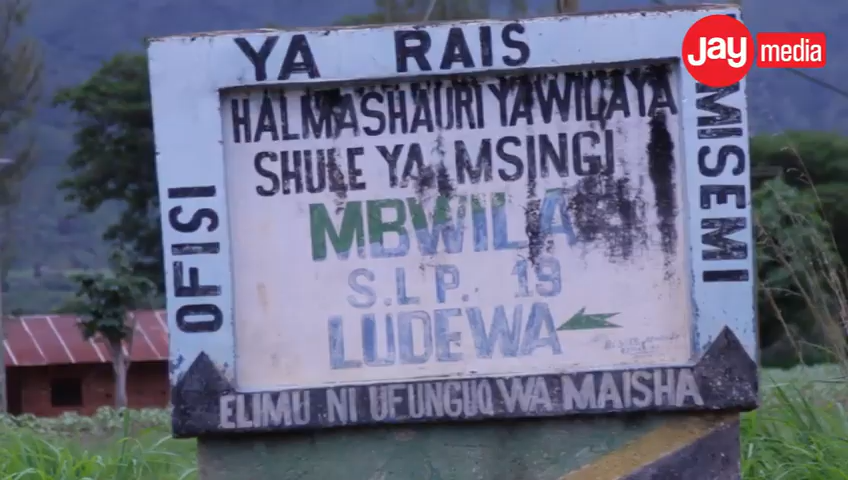 Jay media
YA RAIS
OFISI
MISEMI
HALMASHAURI YA WILAYA
SHULE YA MSINGI
MBWILA
S.L.P. 19
LUDEWA
ELIMU NI UFUNGUO WA MAISHA